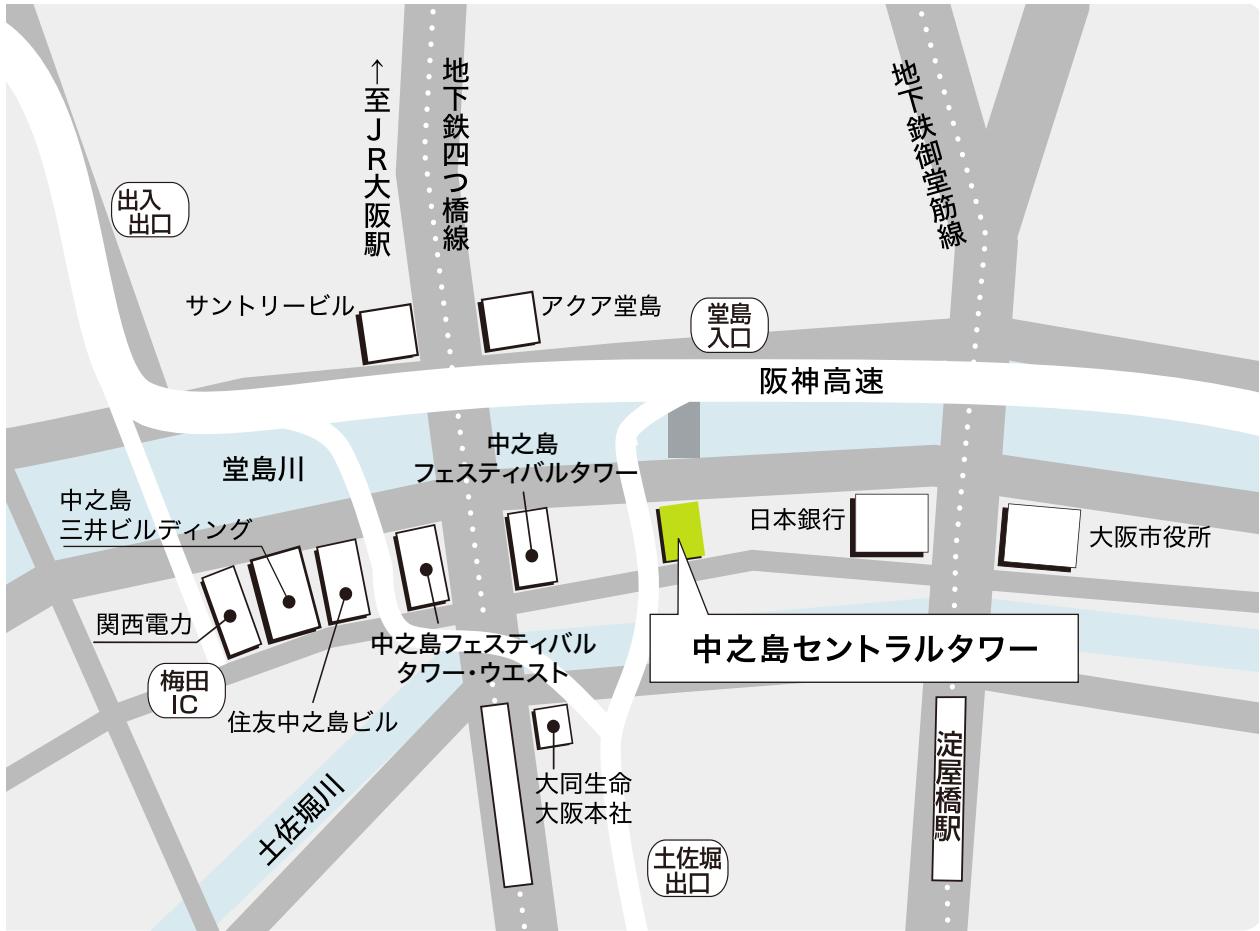 ↑至JR大阪駅
地下鉄四つ橋線
地下鉄御堂筋線
出入
出口
サントリービル
アクア堂島
堂島
入口
阪神高速
堂島川
中之島
フェスティバルタワー
中之島
三井ビルディング
日本銀行
大阪市役所
関西電力
中之島フェスティバル
タワー・ウエスト
中之島セントラルタワー
梅田
IC
住友中之島ビル
土佐堀川
大同生命
大阪本社
淀屋橋駅
土佐堀
出口